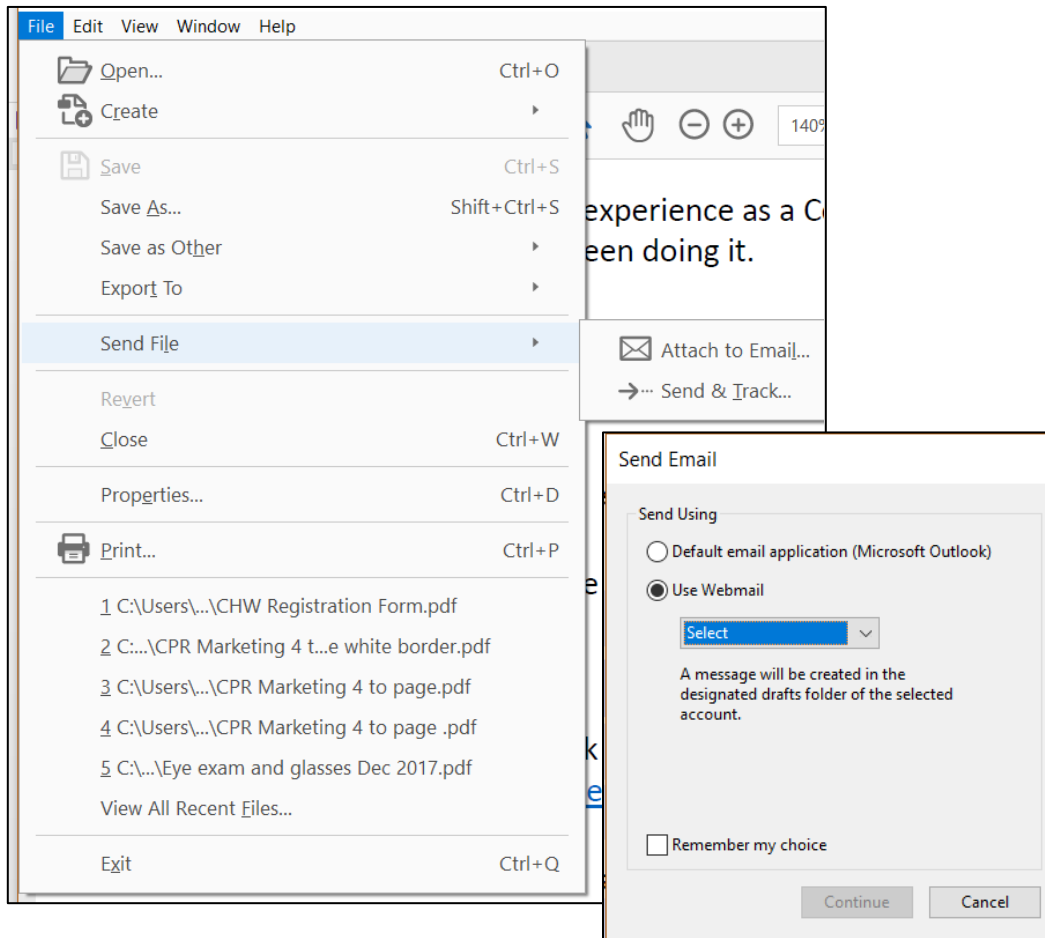 File Edit View Window Help
Open... Ctrl+O
Create
140%
Save Ctrl+S
Save As... Shift+Ctrl+S
experience as a C
Save as Other
een doing it.
Export To
Send File
Attach to Email...
Send & Track...
Revert
Close Ctrl+W
Properties... Ctrl+D
Print... Ctrl+P
1 C:\Users\...\CHW Registration Form.pdf
2 C:...\CPR Marketing 4 t...e white border.pdf
3 C:\Users\...\CPR Marketing 4 to page.pdf
4 C:\Users\...\CPR Marketing 4 to page .pdf
5 C:\...\Eye exam and glasses Dec 2017.pdf
View All Recent Files...
Exit Ctrl+Q
Send Email
Send Using
Default email application (Microsoft Outlook)
Use Webmail
Select
A message will be created in the
designated drafts folder of the selected
account.
Remember my choice
Continue Cancel